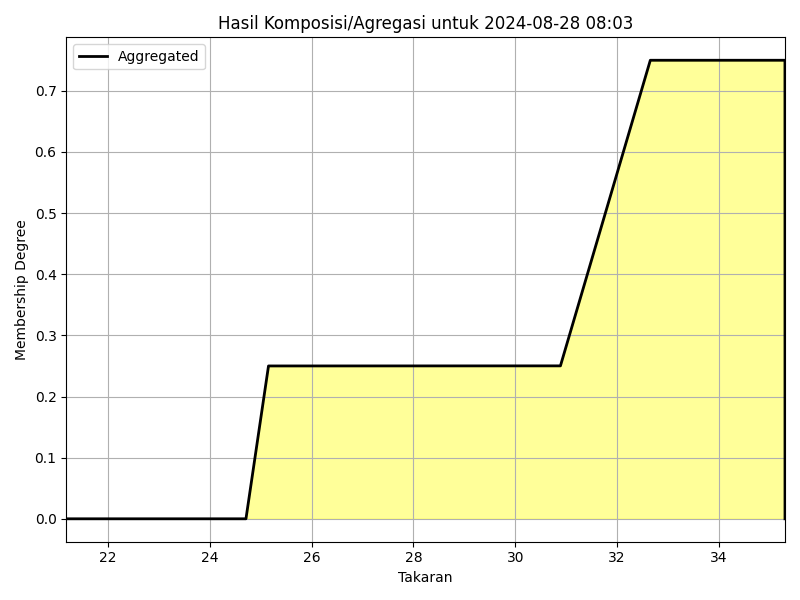 Hasil Komposisi/Agregasi untuk 2024-08-28 08:03
Aggregated
Membership Degree
0.7
0.6
0.5
0.4
0.3
0.2
0.1
0.0
22 24 26 28 30 32 34
Takaran